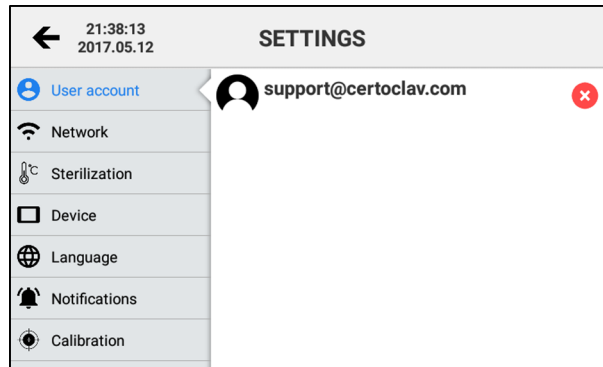 21:38:13
2017.05.12
SETTINGS
User account
support@certoclav.com
Network
°C
Sterilization
Device
Language
Notifications
Calibration